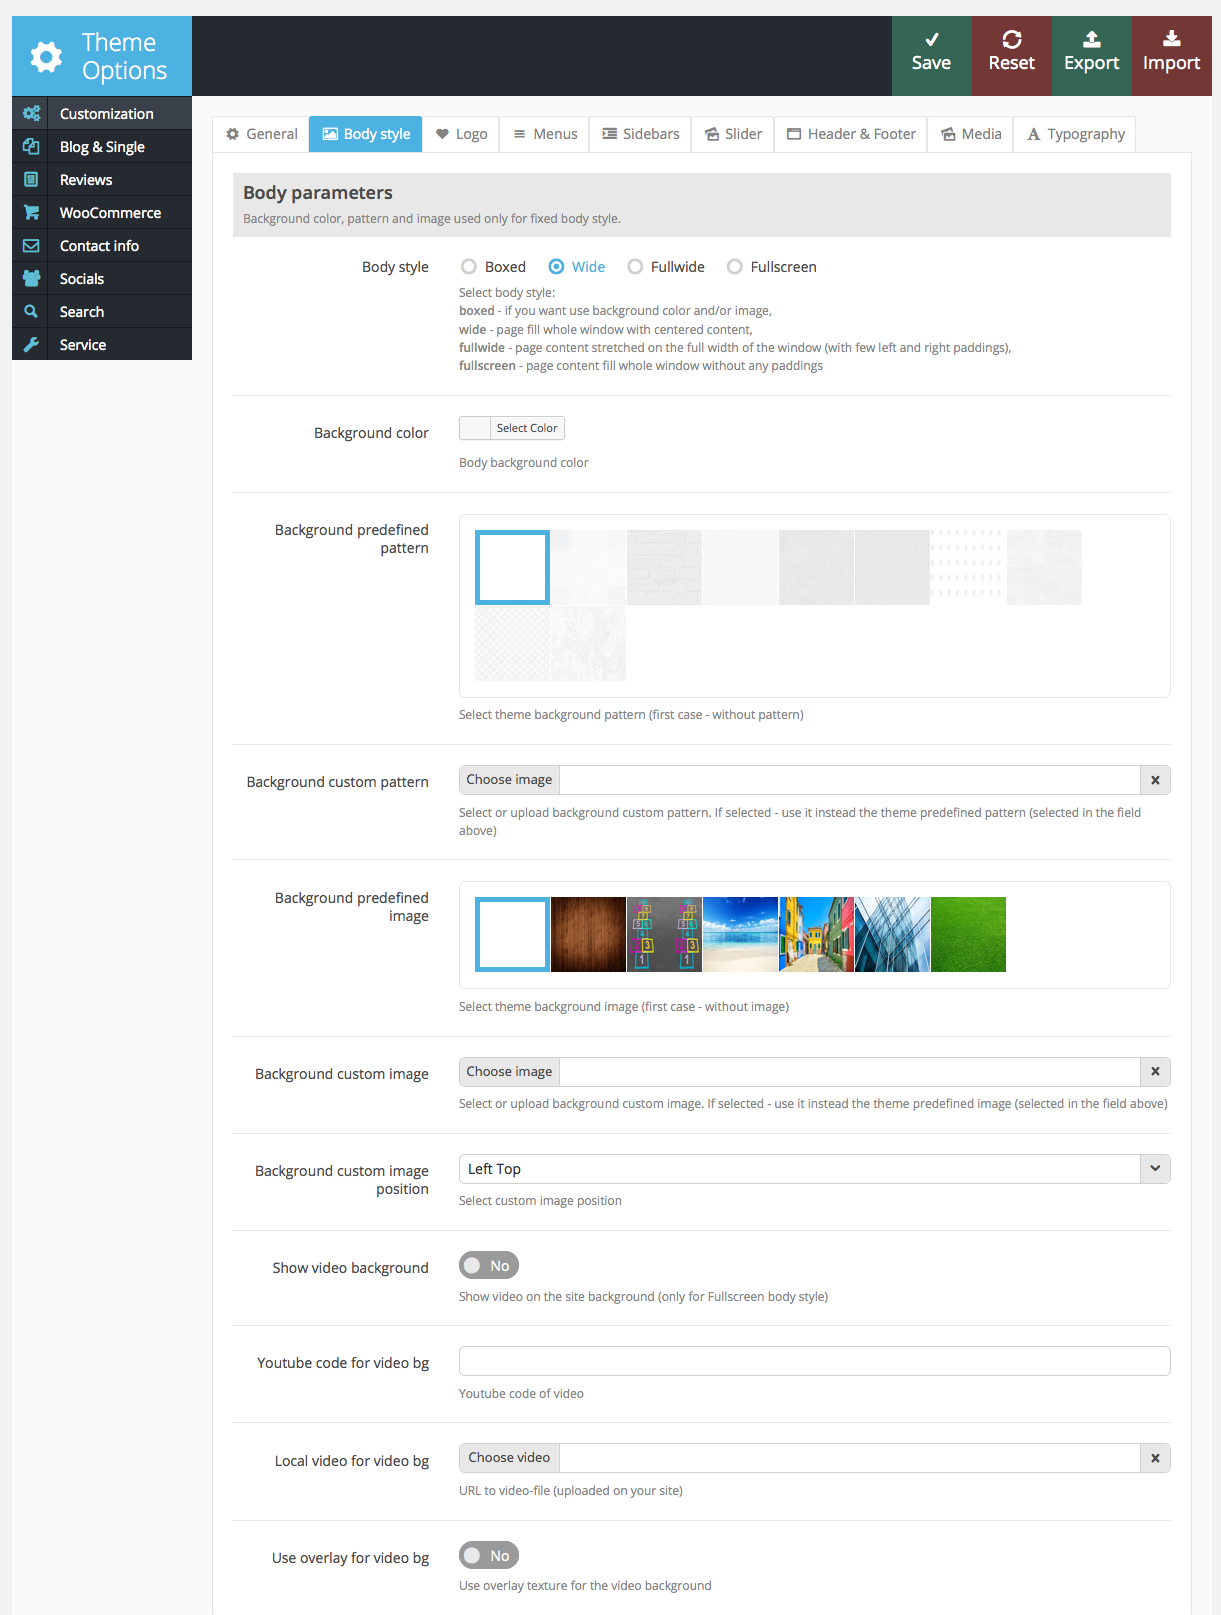 Theme
Options
Save
Reset
Export
Import
Customization
Blog & Single
Reviews
WooCommerce
Contact info
Socials
Search
Service
General
Body style
Logo
Menus
Sidebars
Slider
Header & Footer
Media
Typography
Body parameters
Background color, pattern and image used only for fixed body style.
Body style
Boxed
Wide
Fullwide
Fullscreen
Select body style:
boxed - if you want use background color and/or image,
wide - page fill whole window with centered content,
fullwide - page content stretched on the full width of the window (with few left and right paddings),
fullscreen - page content fill whole window without any paddings
Background color
Select Color
Body background color
Background predefined
pattern
Select theme background pattern (first case - without pattern)
Background custom pattern
Choose image
Select or upload background custom pattern. If selected - use it instead the theme predefined pattern (selected in the field
above)
Background predefined
image
Select theme background image (first case - without image)
Background custom image
Choose image
Select or upload background custom image. If selected - use it instead the theme predefined image (selected in the field above)
Background custom image
position
Left Top
Select custom image position
Show video background
No
Show video on the site background (only for Fullscreen body style)
Youtube code for video bg
Youtube code of video
Local video for video bg
Choose video
URL to video-file (uploaded on your site)
Use overlay for video bg
No
Use overlay texture for the video background